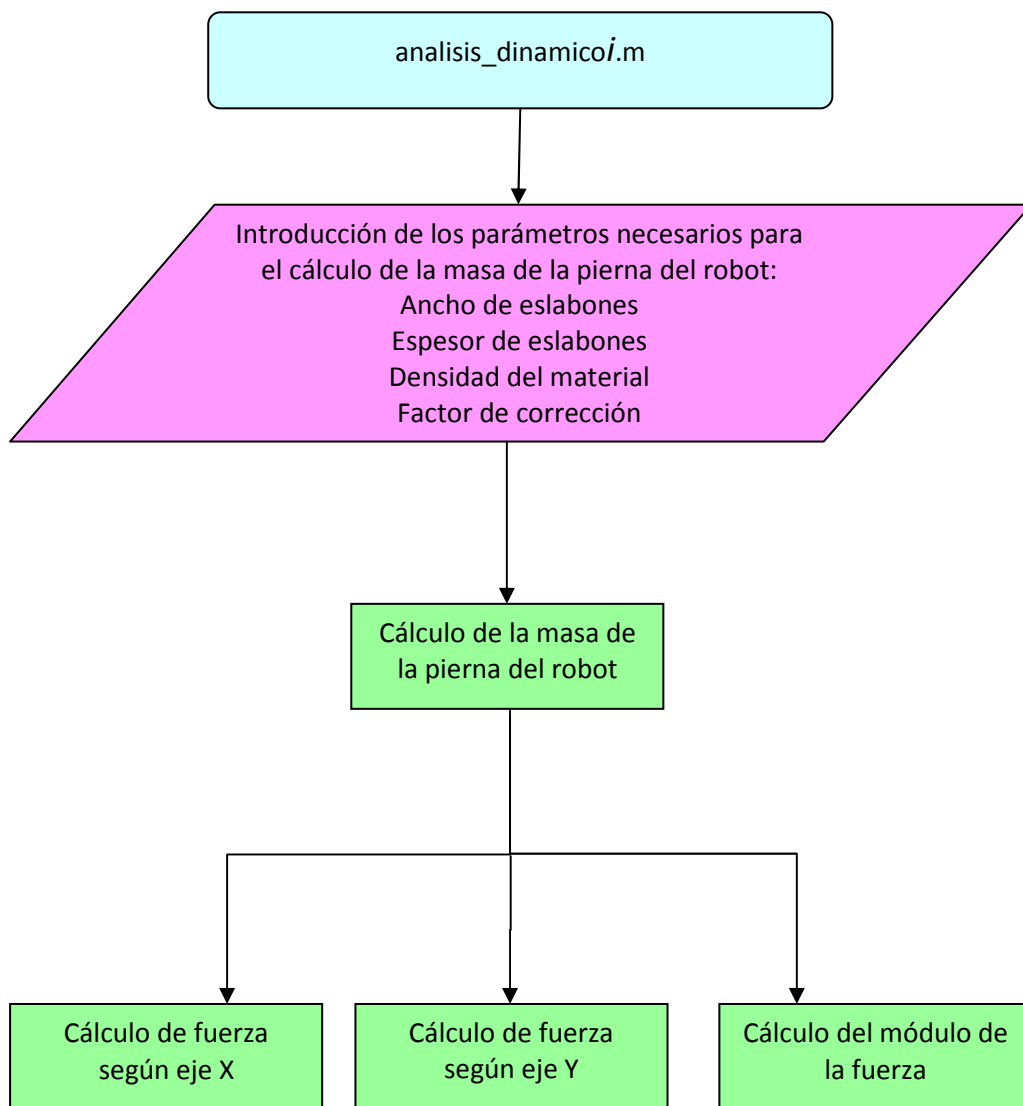 analisis_dinamicoi.m
Introducción de los parámetros necesarios para
el cálculo de la masa de la pierna del robot:
Ancho de eslabones
Espesor de eslabones
Densidad del material
Factor de corrección
Cálculo de la masa de
la pierna del robot
Cálculo de fuerza
según eje X
Cálculo de fuerza
según eje Y
Cálculo del módulo de
la fuerza